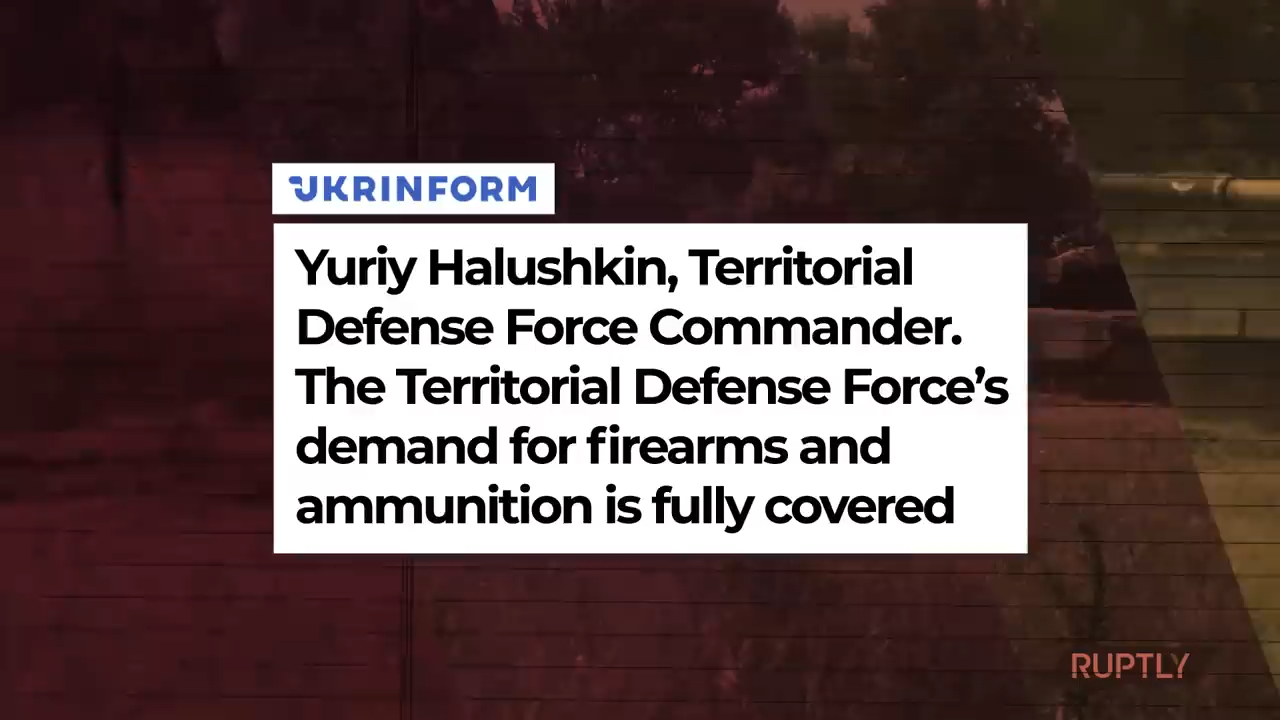 UKRINFORM
Yuriy Halushkin, Territorial
Defense Force Commander.
The Territorial Defense Force’s
demand for firearms and
ammunition is fully covered
RUPTLY